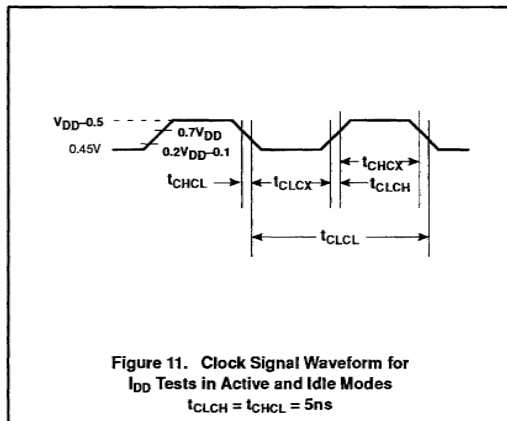 VDD–0.5
0.7VDD
0.45V
0.2VDD–0.1
tCHCX
tCHCL
tCLCX
tCLCH
tCLCL
Figure 11. Clock Signal Waveform for
IDD Tests in Active and Idle Modes
tCLCH = tCHCL = 5ns